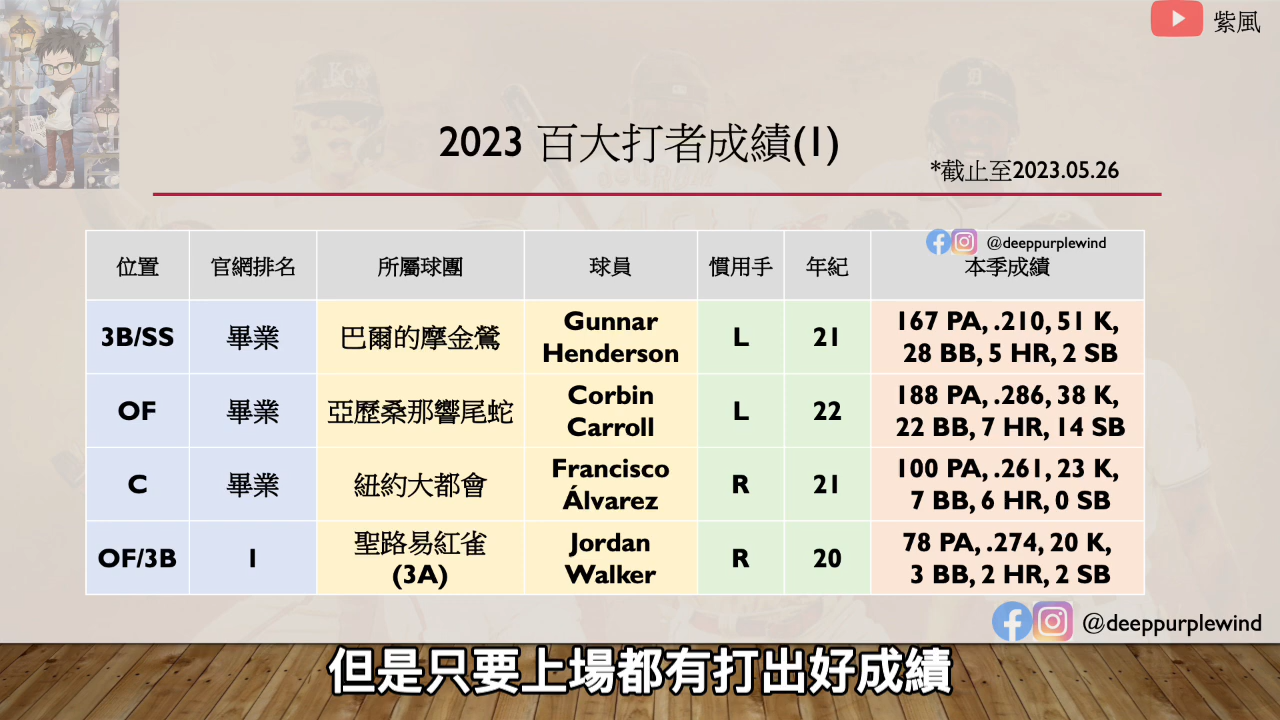 紫風
2023 百大打者成績(1)
*截止至2023.05.26
@deeppurplewind
位置 官網排名 所屬球團 球員 慣用手 年紀 本季成績
3B/SS 畢業 巴爾的摩金鶯 Gunnar Henderson L 21 167 PA, .210, 51 K, 28 BB, 5 HR, 2 SB
OF 畢業 亞歷桑那響尾蛇 Corbin Carroll L 22 188 PA, .286, 38 K, 22 BB, 7 HR, 14 SB
C 畢業 紐約大都會 Francisco Álvarez R 21 100 PA, .261, 23 K, 7 BB, 6 HR, 0 SB
OF/3B 1 聖路易紅雀 (3A) Jordan Walker R 20 78 PA, .274, 20 K, 3 BB, 2 HR, 2 SB
@deeppurplewind
但是只要上場都有打出好成績